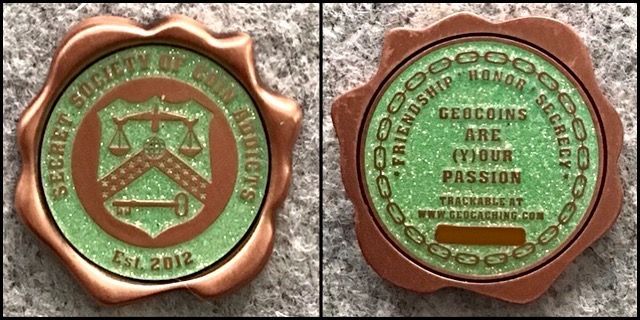 SECRET SOCIETY OF COIN ADDICTS
Est. 2012
*FRIENDSHIP * HONOR * SECRECY*
GEOCOINS
ARE
(Y)OUR
PASSION
TRACKABLE AT
WWW.GEOCACHING.COM